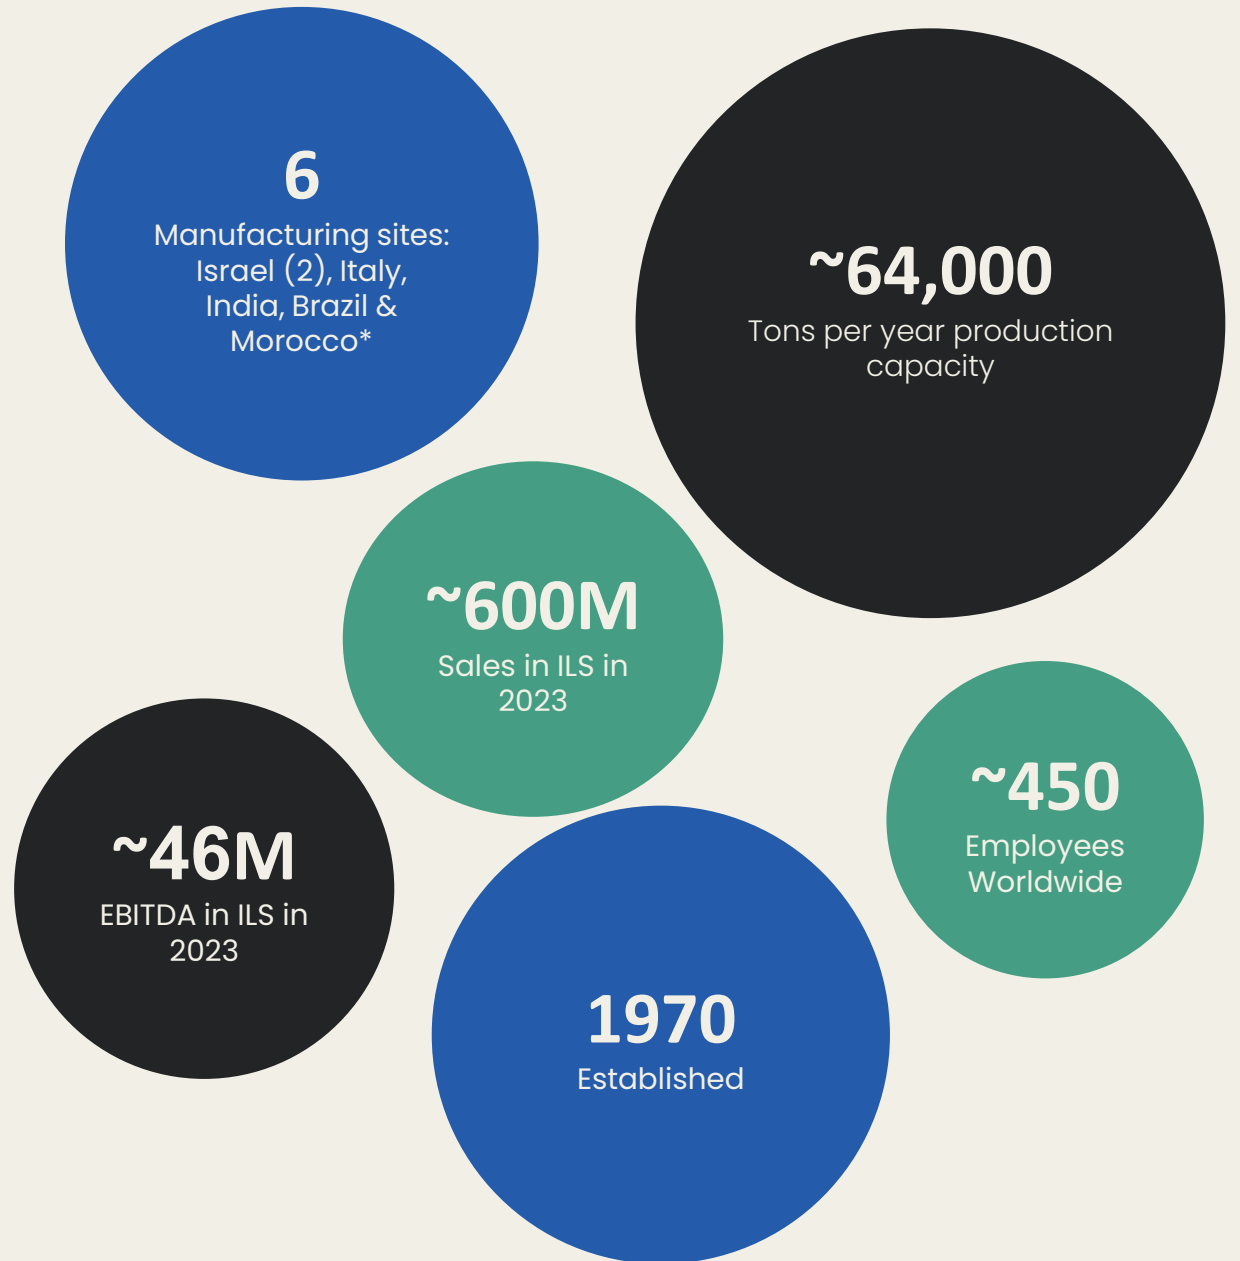 6
Manufacturing sites:
Israel (2), Italy,
India, Brazil &
Morocco*
~64,000
Tons per year production
capacity
~600M
Sales in ILS in
2023
~450
Employees
Worldwide
~46M
EBITDA in ILS in
2023
1970
Established